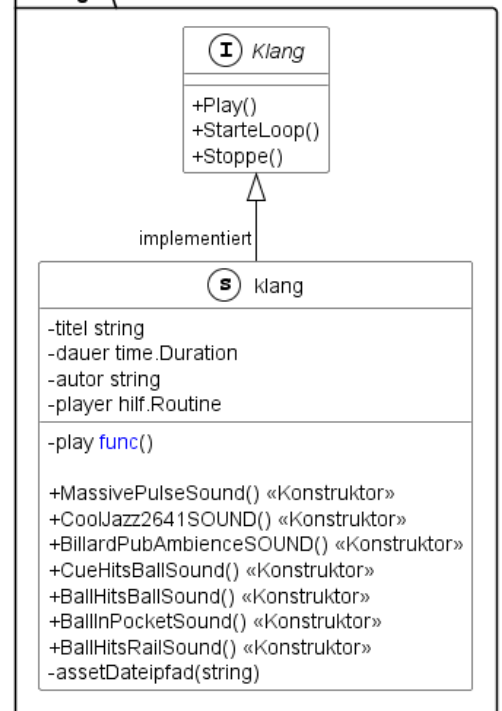 I Klang
+Play()
+StarteLoop()
+Stoppe()
implementiert
S klang
-titel string
-dauer time.Duration
-autor string
-player hilf.Routine
-play func()
+MassivePulseSound() «Konstruktor»
+CoolJazz2641SOUND() «Konstruktor»
+BillardPubAmbienceSOUND() «Konstruktor»
+CueHitsBallSound() «Konstruktor»
+BallHitsBallSound() «Konstruktor»
+BallInPocketSound() «Konstruktor»
+BallHitsRailSound() «Konstruktor»
-assetDateipfad(string)